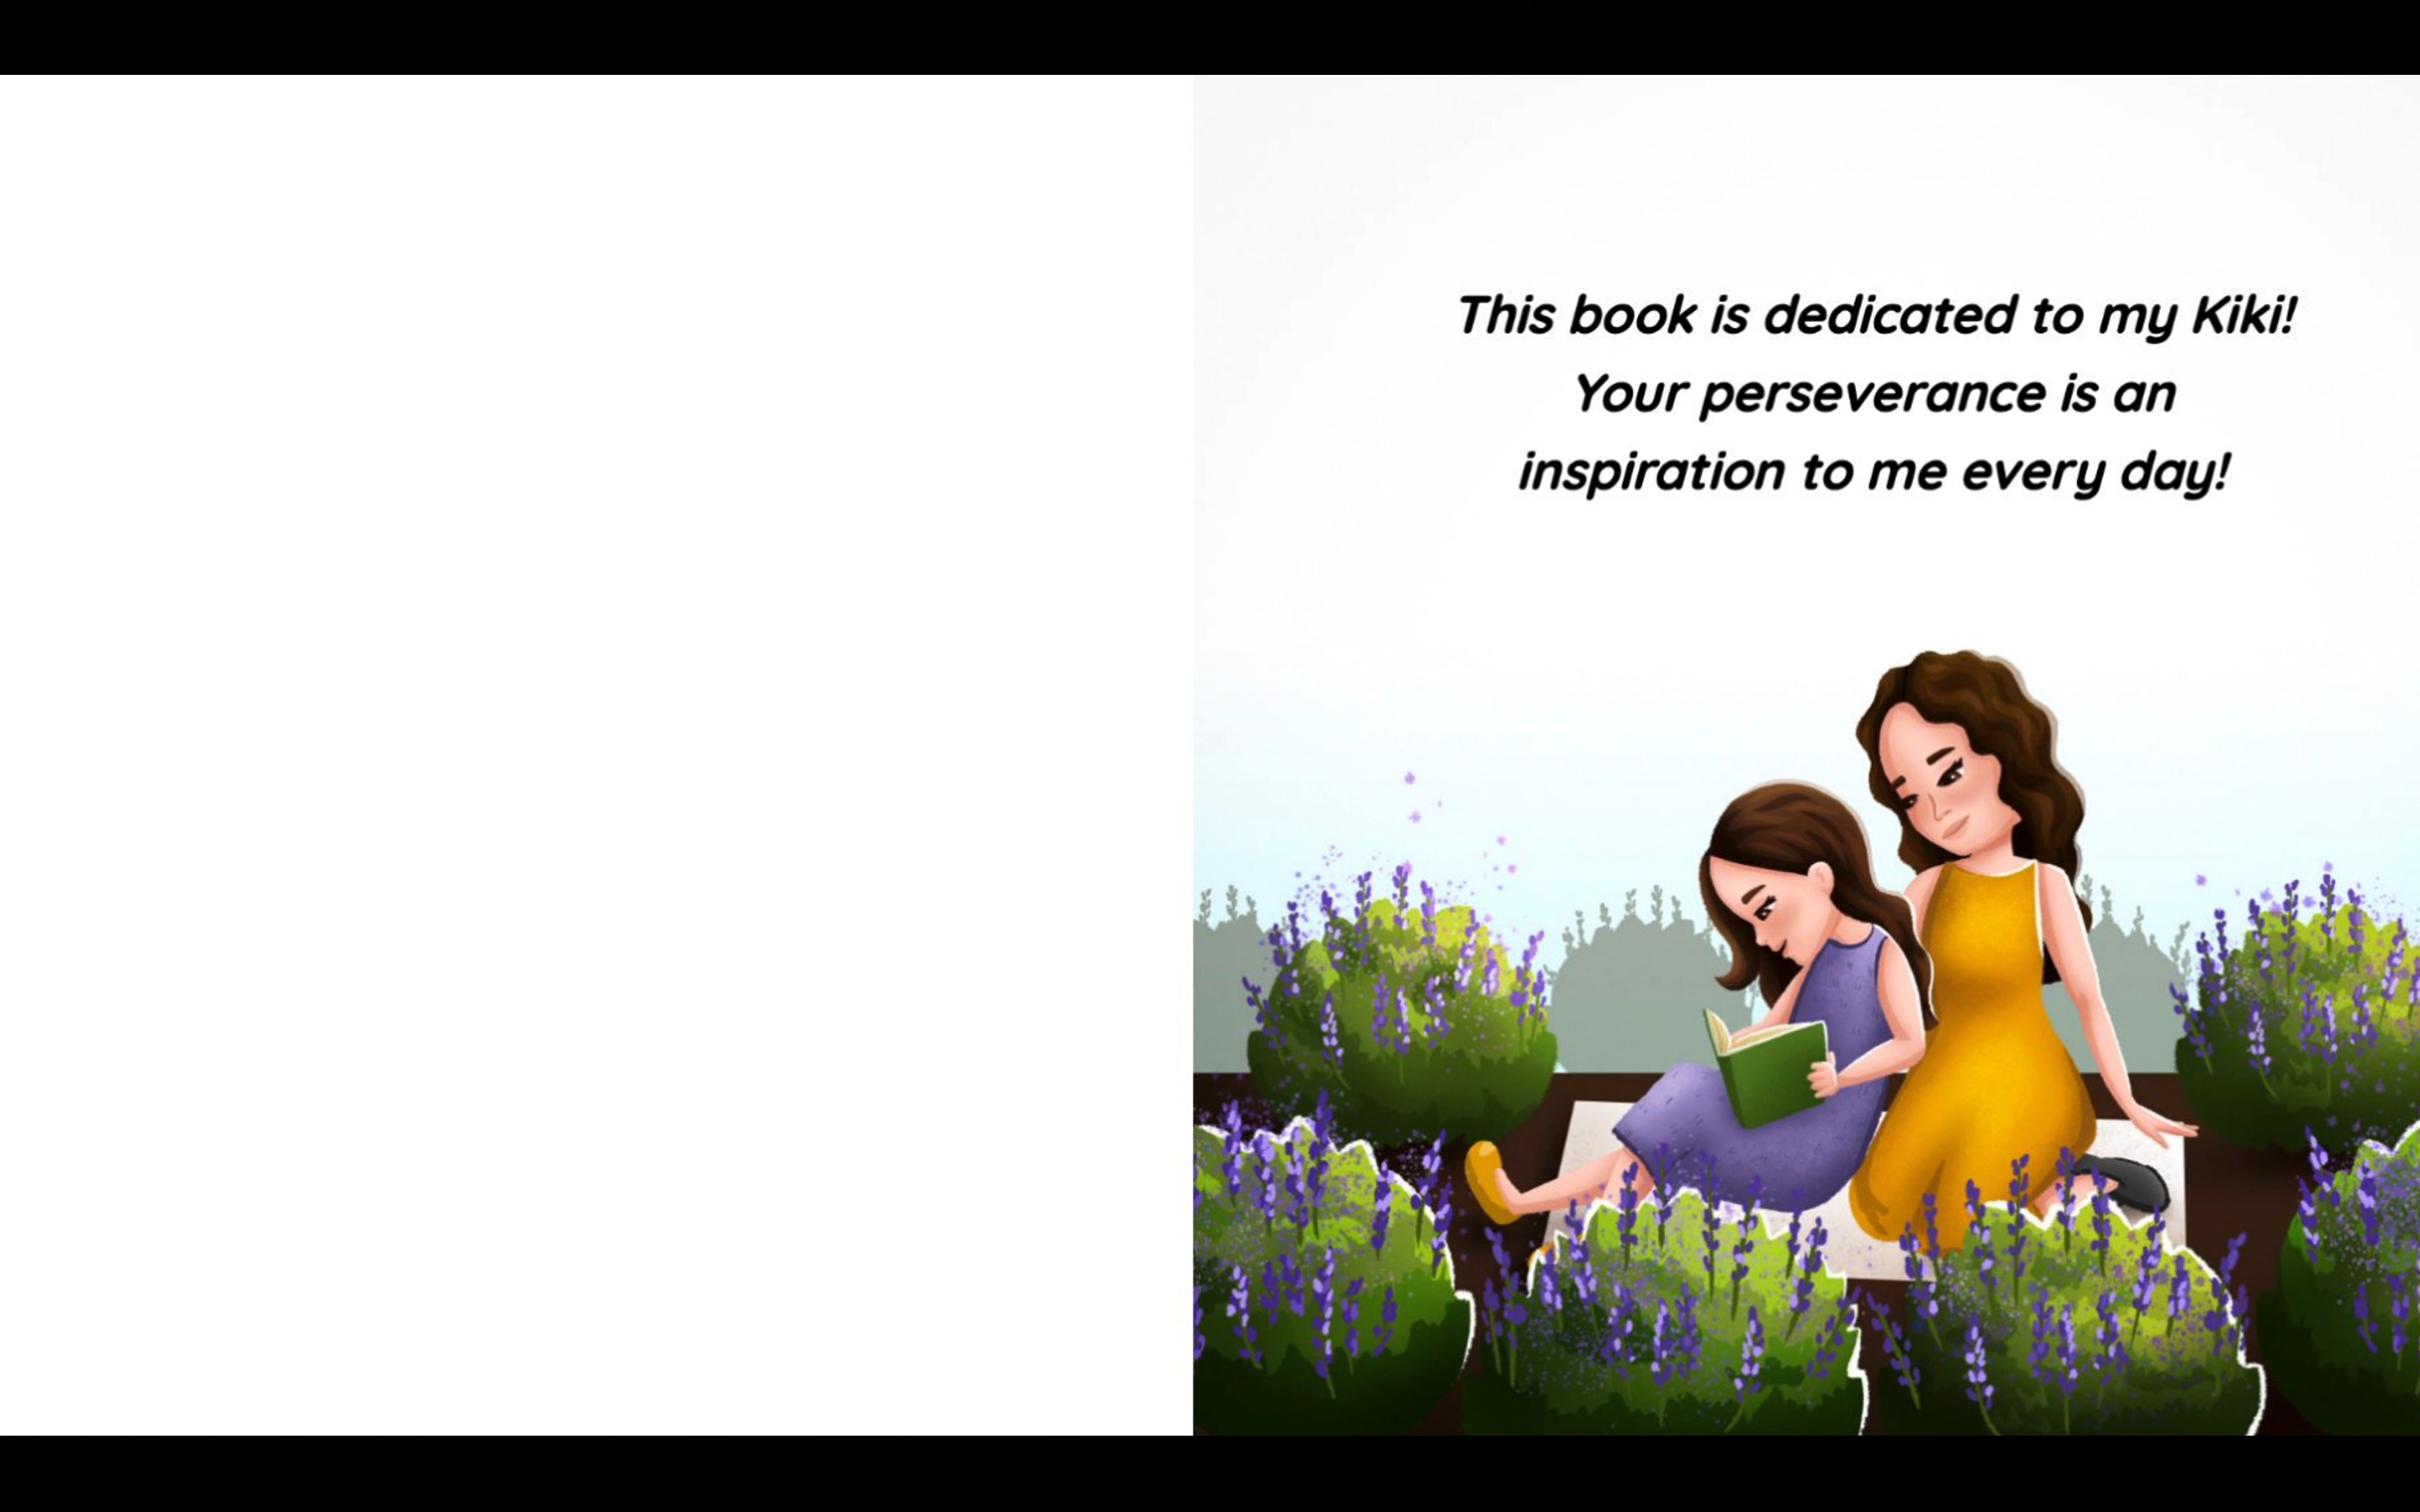 This book is dedicated to my Kiki!
Your perseverance is an
inspiration to me every day!